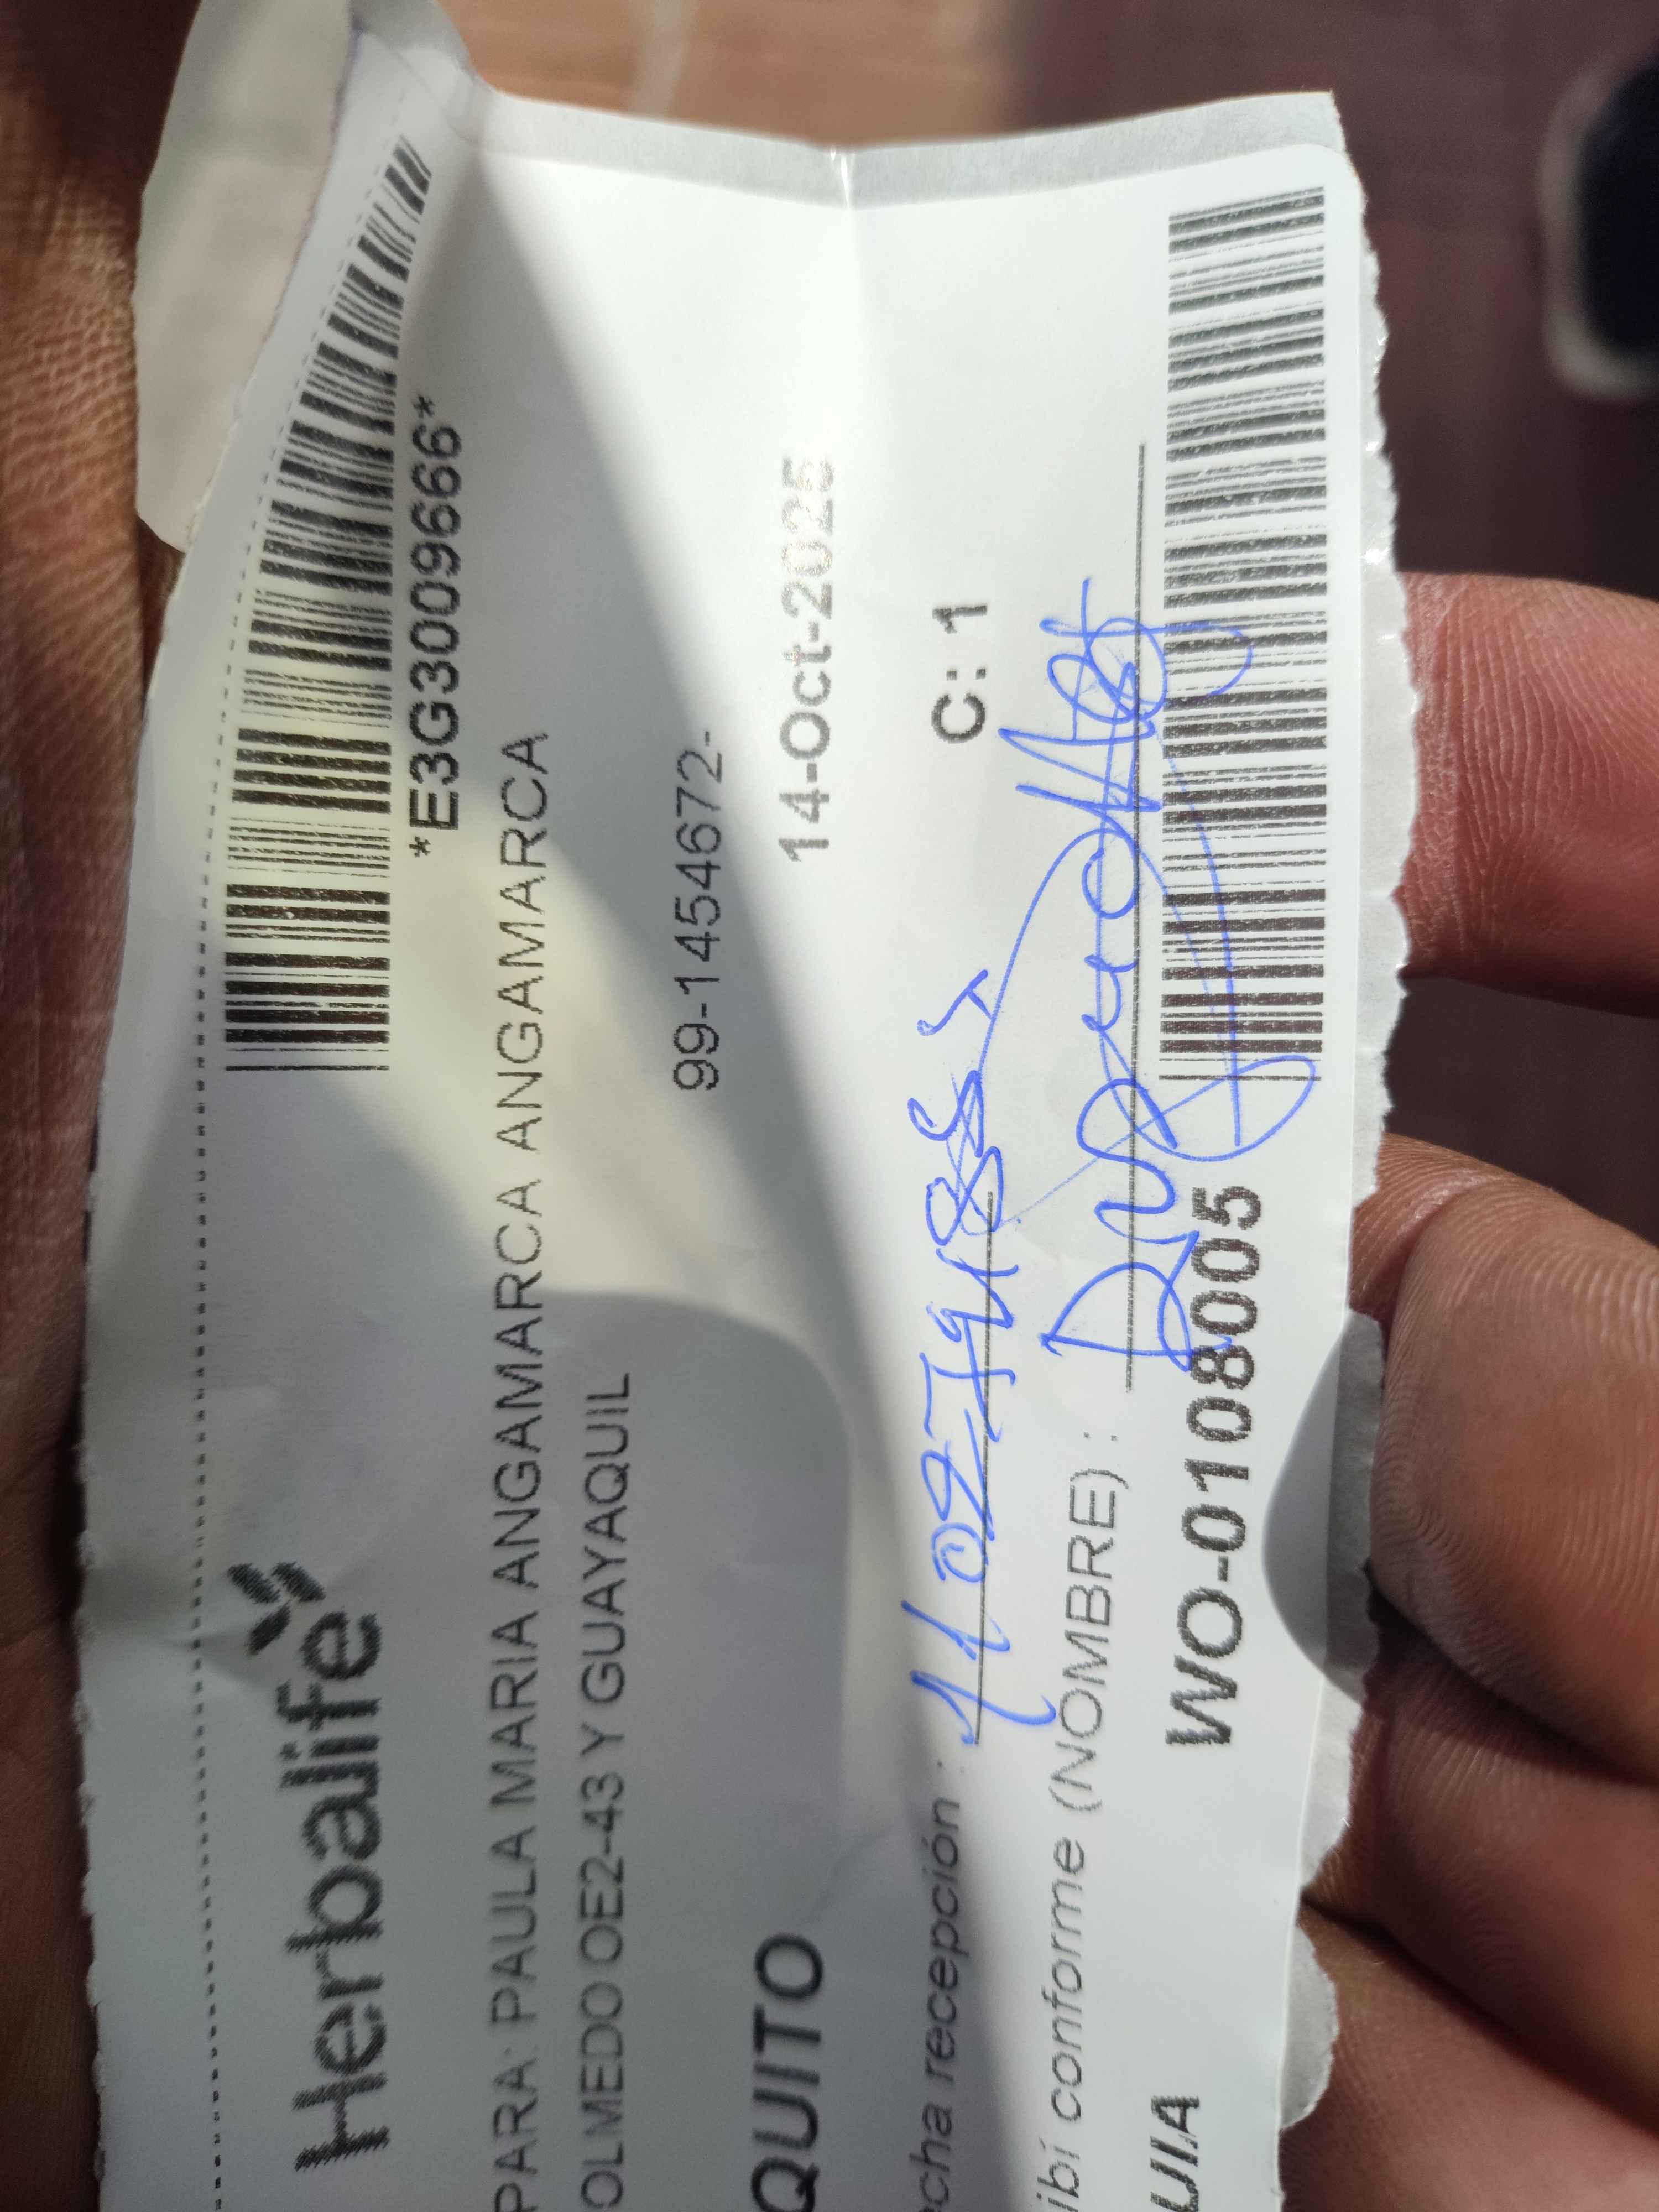 Herbalife
*E3G3009666*
PARA: PAULA MARIA ANGAMARCA ANGAMARCA
OLMEDO OE2-43 Y GUAYAQUIL
99-1454672-
QUITO
14-Oct-2025
C: 1
echa recepción :
ibí conforme (NOMBRE) :
UIA WO-0108005